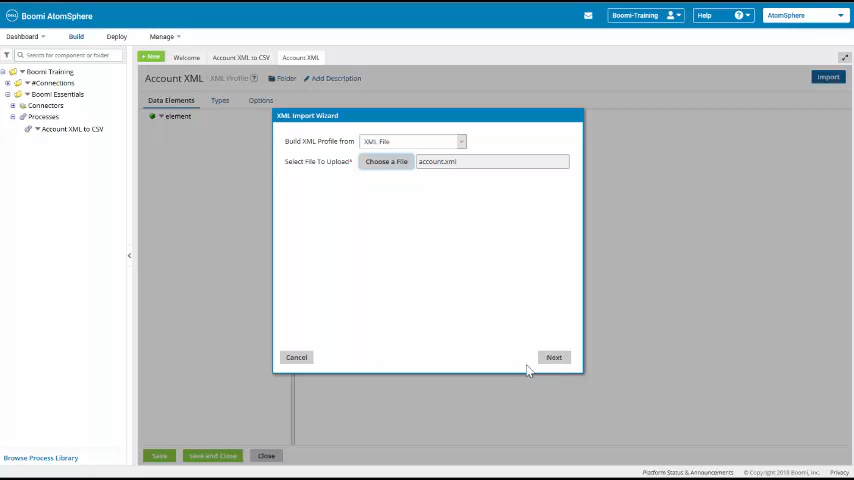 DELL Boomi AtomSphere
Boomi-Training
Help
AtomSphere
Dashboard
Build
Deploy
Manage
Search for component or folder
+ New
Welcome
Account XML to CSV
Account XML
Boomi Training
#Connections
Boomi Essentials
Connectors
Processes
Account XML to CSV
Account XML
XML Profile
Folder
Add Description
Import
Data Elements
Types
Options
element
XML Import Wizard
Build XML Profile from
XML File
Select File To Upload*
Choose a File
account.xml
Cancel
Next
Save
Save and Close
Close
Browse Process Library
Platform Status & Announcements
© Copyright 2018 Boomi, Inc.
Privacy